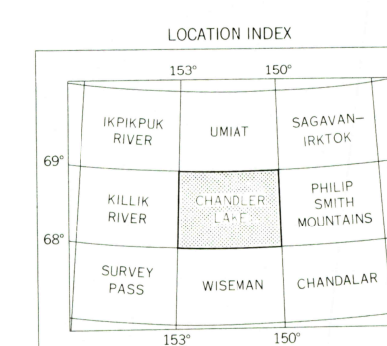 LOCATION INDEX
153° 150°
IKPIKPUK
RIVER
UMIAT
SAGAVAN—
IRKTOK
69°
KILLIK
RIVER
CHANDLER
LAKE
PHILIP
SMITH
MOUNTAINS
68°
SURVEY
PASS
WISEMAN
CHANDALAR
153° 150°